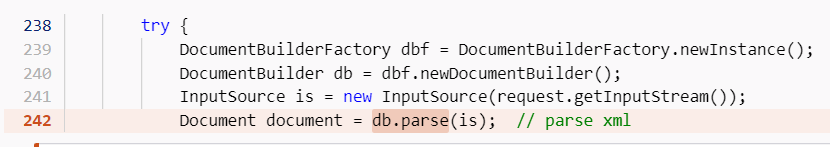 238 try {
239 DocumentBuilderFactory dbf = DocumentBuilderFactory.newInstance();
240 DocumentBuilder db = dbf.newDocumentBuilder();
241 InputSource is = new InputSource(request.getInputStream());
242 Document document = db.parse(is);  // parse xml